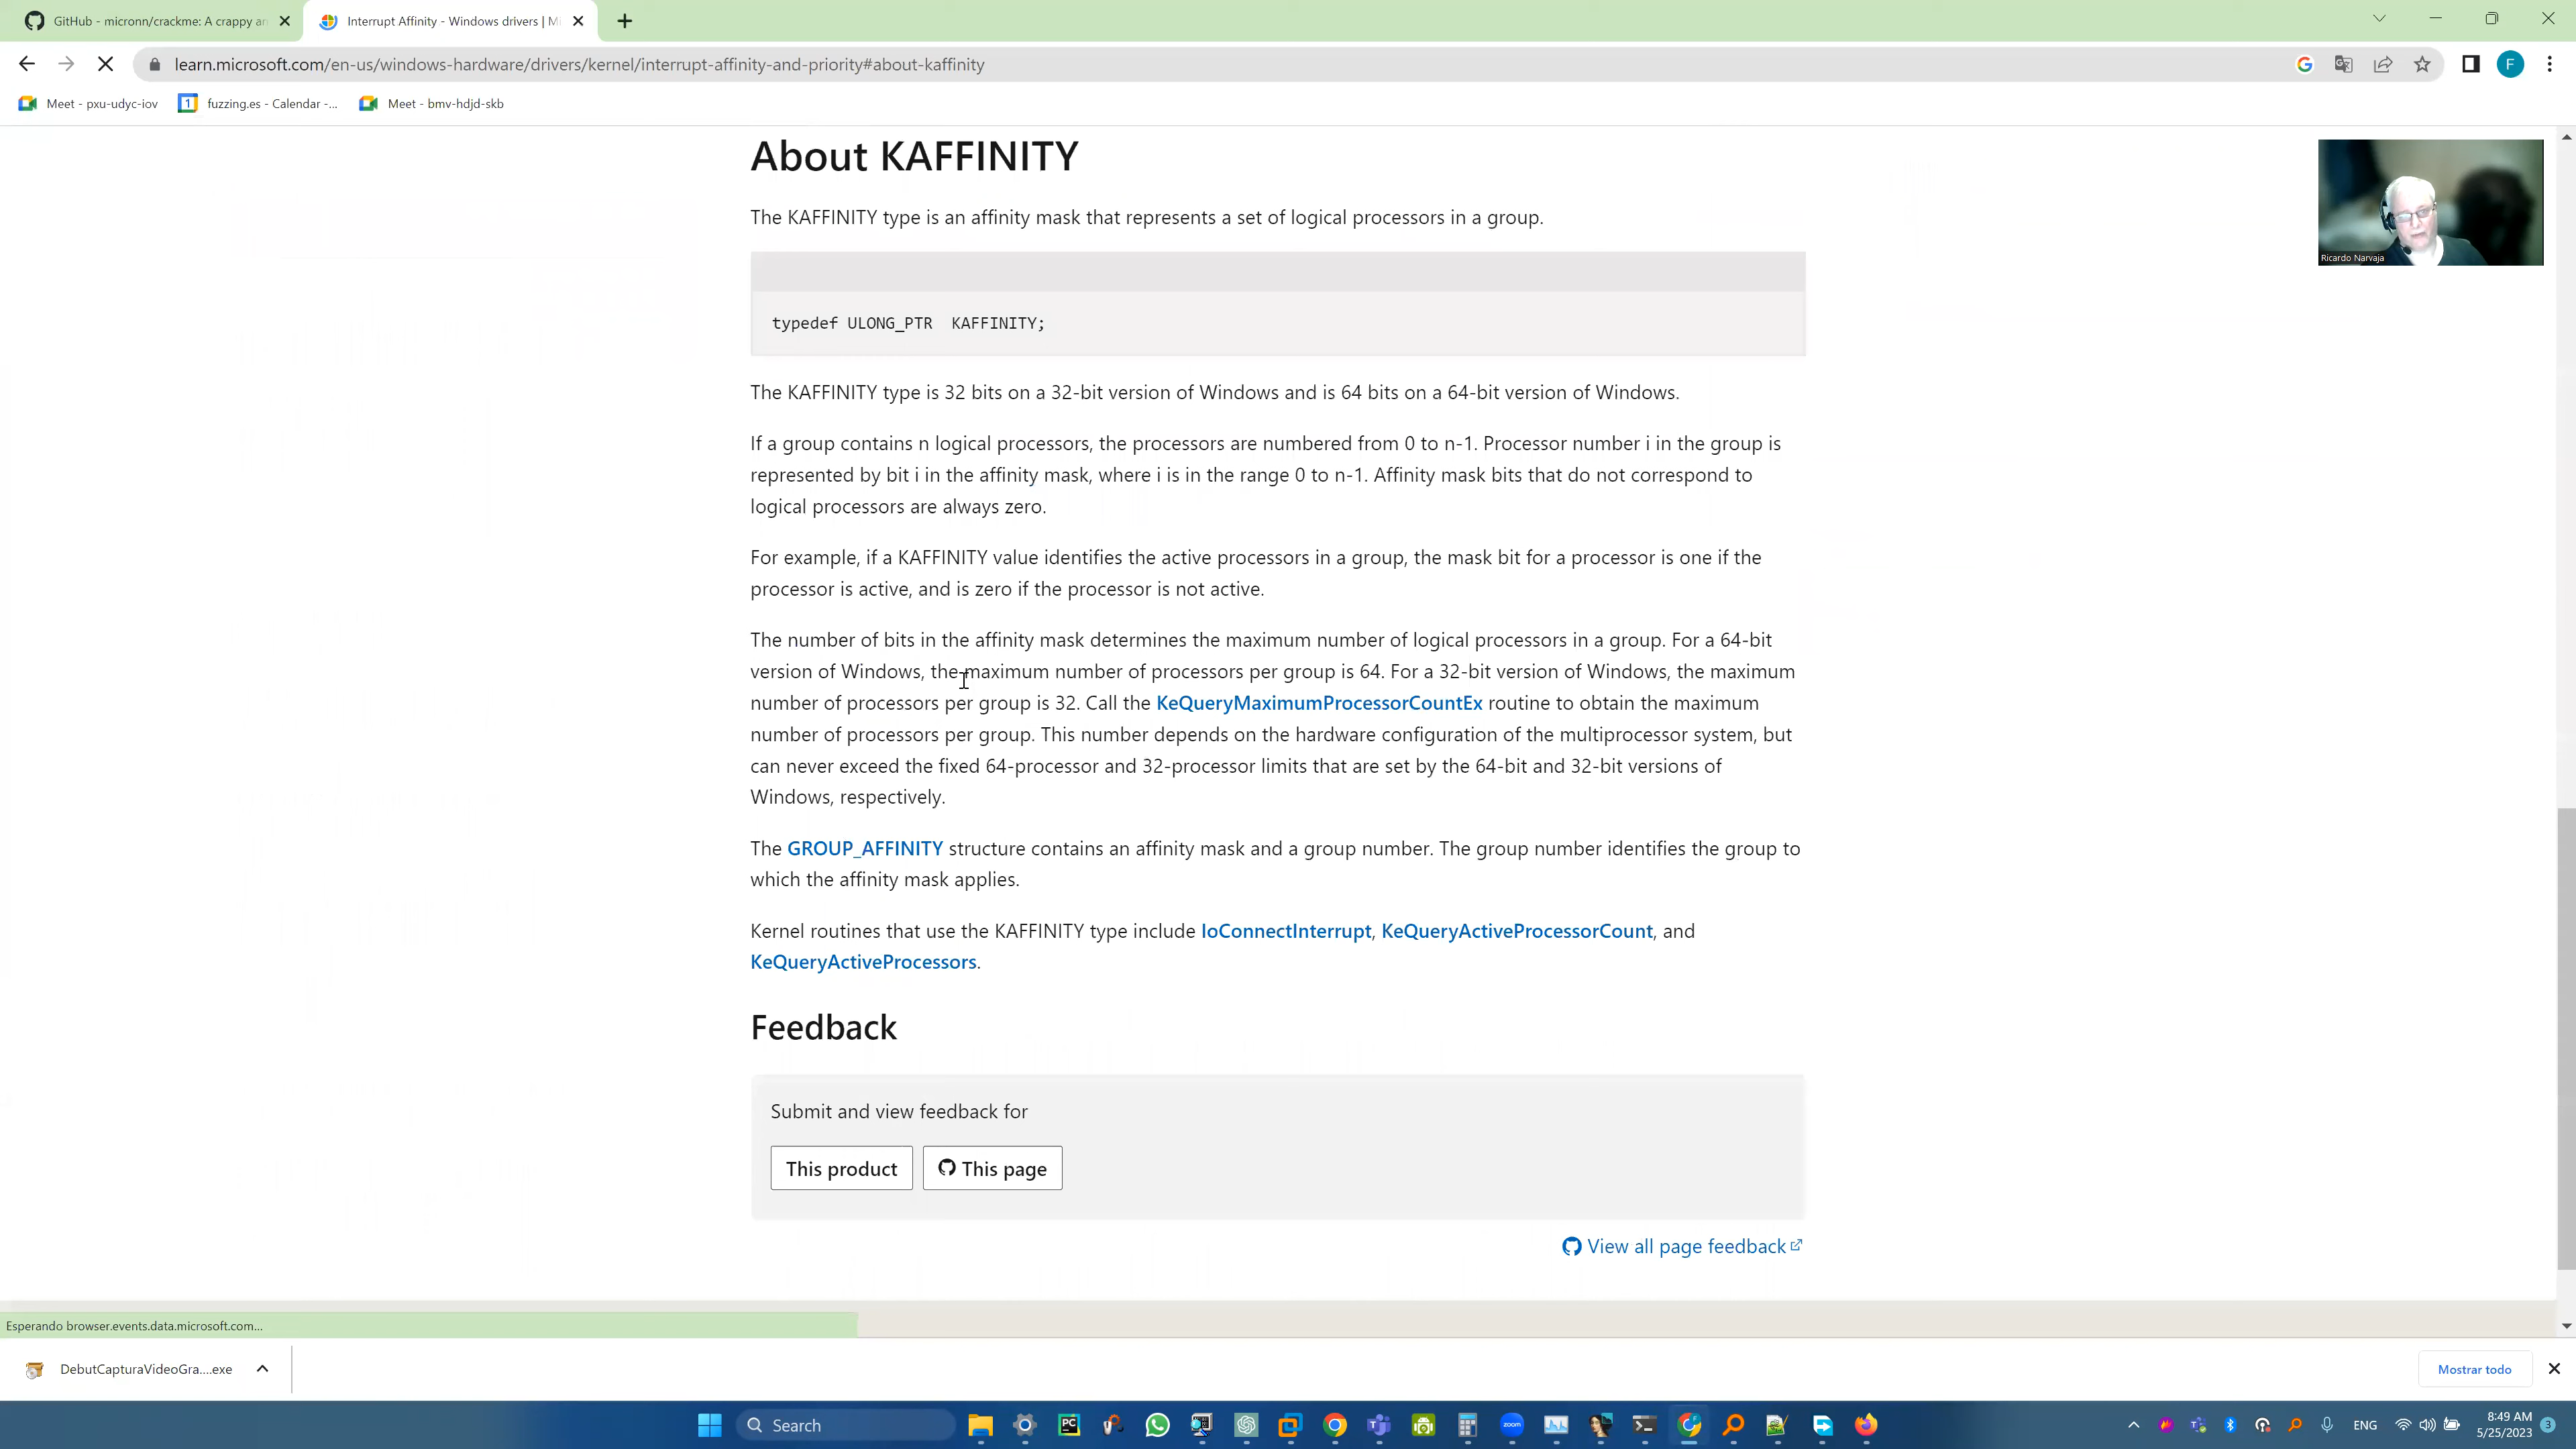 GitHub - micronn/crackme: A crappy an
Interrupt Affinity - Windows drivers | Mi
learn.microsoft.com/en-us/windows-hardware/drivers/kernel/interrupt-affinity-and-priority#about-kaffinity
F
Meet - pxu-udyc-iov
1
fuzzing.es - Calendar -...
Meet - bmv-hdjd-skb
About KAFFINITY
The KAFFINITY type is an affinity mask that represents a set of logical processors in a group.
Ricardo Narvaja
typedef ULONG_PTR  KAFFINITY;
The KAFFINITY type is 32 bits on a 32-bit version of Windows and is 64 bits on a 64-bit version of Windows.
If a group contains n logical processors, the processors are numbered from 0 to n-1. Processor number i in the group is
represented by bit i in the affinity mask, where i is in the range 0 to n-1. Affinity mask bits that do not correspond to
logical processors are always zero.
For example, if a KAFFINITY value identifies the active processors in a group, the mask bit for a processor is one if the
processor is active, and is zero if the processor is not active.
The number of bits in the affinity mask determines the maximum number of logical processors in a group. For a 64-bit
version of Windows, the maximum number of processors per group is 64. For a 32-bit version of Windows, the maximum
number of processors per group is 32. Call the KeQueryMaximumProcessorCountEx routine to obtain the maximum
number of processors per group. This number depends on the hardware configuration of the multiprocessor system, but
can never exceed the fixed 64-processor and 32-processor limits that are set by the 64-bit and 32-bit versions of
Windows, respectively.
The GROUP_AFFINITY structure contains an affinity mask and a group number. The group number identifies the group to
which the affinity mask applies.
Kernel routines that use the KAFFINITY type include IoConnectInterrupt, KeQueryActiveProcessorCount, and
KeQueryActiveProcessors.
Feedback
Submit and view feedback for
This product
This page
View all page feedback
Esperando browser.events.data.microsoft.com...
DebutCapturaVideoGra....exe
Mostrar todo
Search
PC
zoom
ENG
8:49 AM
5/25/2023
3